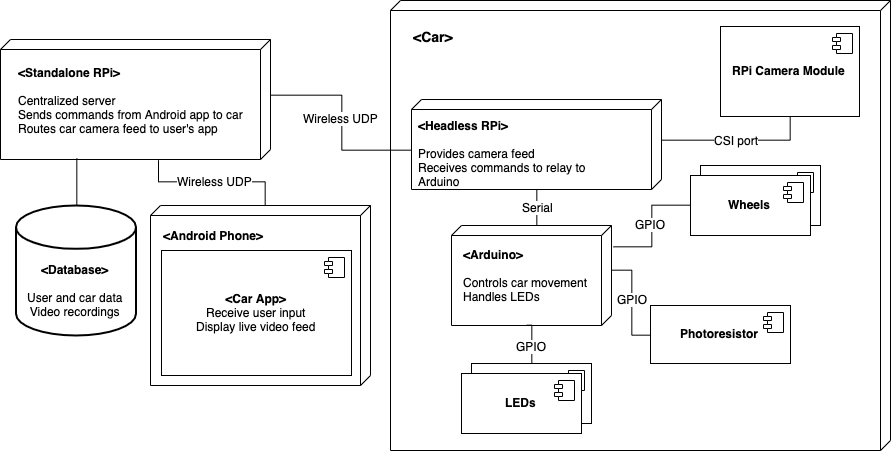 <Car>
<Standalone RPi>
Centralized server
Sends commands from Android app to car
Routes car camera feed to user's app
RPi Camera Module
Wireless UDP
<Headless RPi>
Provides camera feed
Receives commands to relay to
Arduino
CSI port
Wireless UDP
Serial
Wheels
GPIO
<Database>
User and car data
Video recordings
<Android Phone>
<Car App>
Receive user input
Display live video feed
<Arduino>
Controls car movement
Handles LEDs
GPIO
Photoresistor
GPIO
LEDs